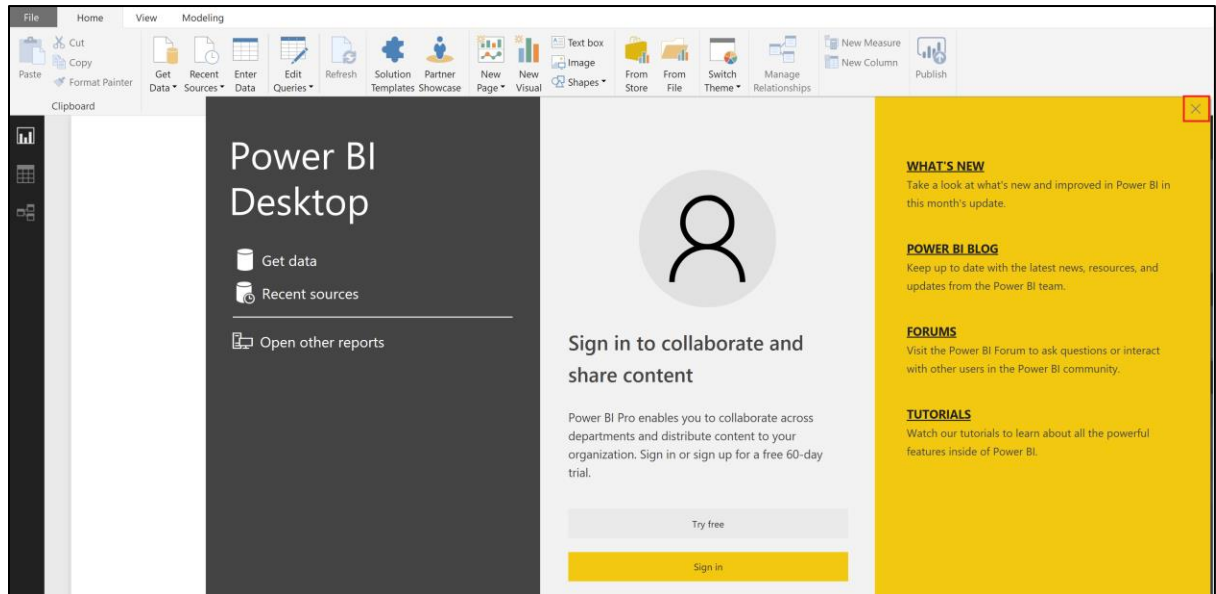 File Home View Modeling
Cut
Copy
Format Painter
Paste
Clipboard
Get Data
Recent Sources
Enter Data
Edit Queries
Refresh
Solution Templates
Partner Showcase
New Page
New Visual
Text box
Image
Shapes
From Store
From File
Switch Theme
Manage Relationships
New Measure
New Column
Publish
Power BI
Desktop
Get data
Recent sources
Open other reports
Sign in to collaborate and
share content
Power BI Pro enables you to collaborate across
departments and distribute content to your
organization. Sign in or sign up for a free 60-day
trial.
Try free
Sign in
WHAT'S NEW
Take a look at what's new and improved in Power BI in
this month's update.
POWER BI BLOG
Keep up to date with the latest news, resources, and
updates from the Power BI team.
FORUMS
Visit the Power BI Forum to ask questions or interact
with other users in the Power BI community.
TUTORIALS
Watch our tutorials to learn about all the powerful
features inside of Power BI.